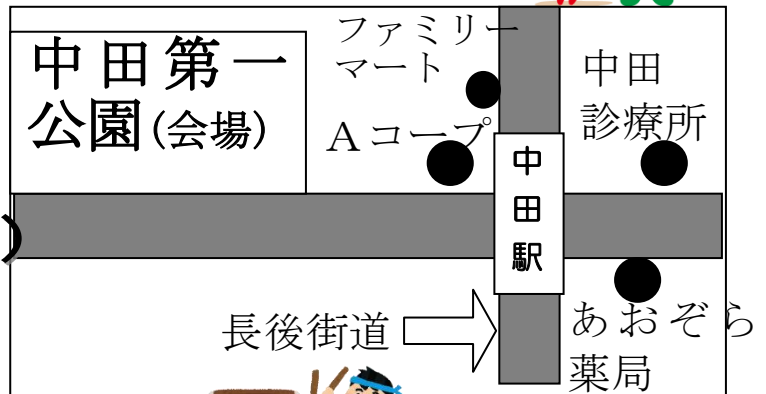 中田第一
公園(会場)
ファミリー
マート
Aコープ
中田
診療所
中田駅
)
長後街道
あおぞら
薬局